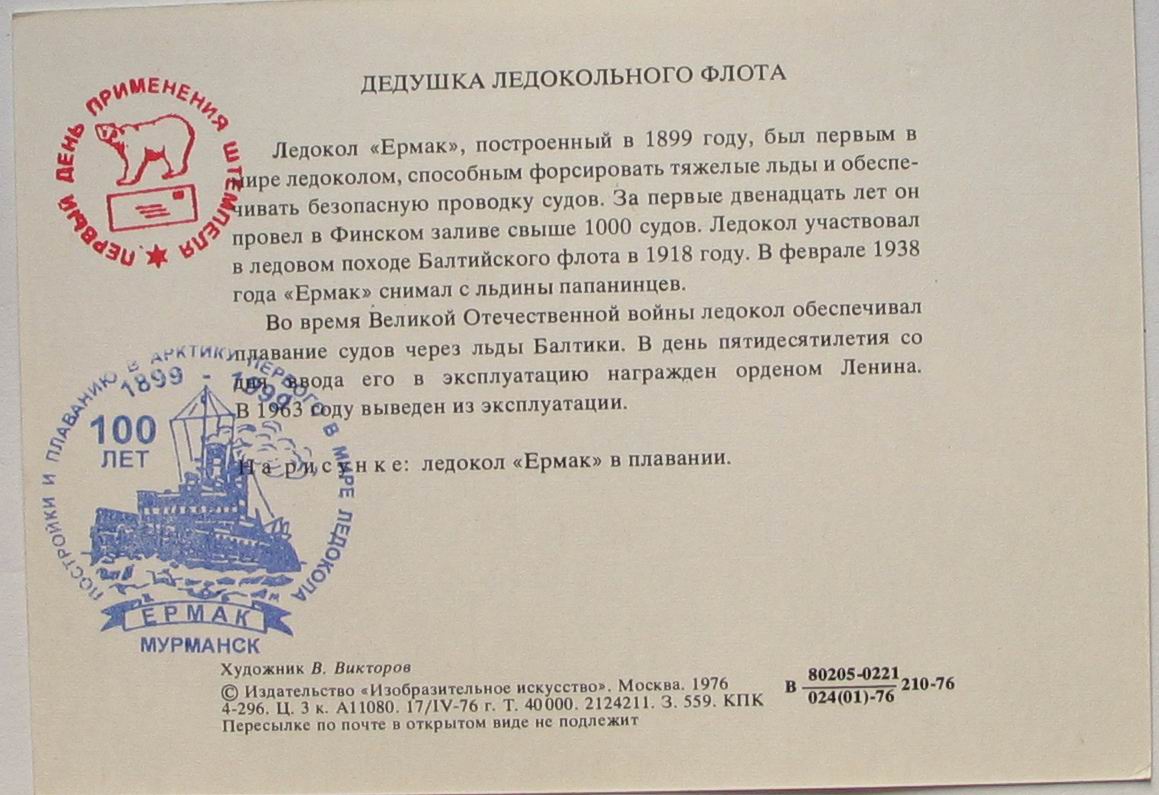 ДЕДУШКА ЛЕДОКОЛЬНОГО ФЛОТА
ПЕРВЫЙ ДЕНЬ ПРИМЕНЕНИЯ ШТЕМПЕЛЯ
Ледокол «Ермак», построенный в 1899 году, был первым в
мире ледоколом, способным форсировать тяжелые льды и обеспе-
чивать безопасную проводку судов. За первые двенадцать лет он
провел в Финском заливе свыше 1000 судов. Ледокол участвовал
в ледовом походе Балтийского флота в 1918 году. В феврале 1938
года «Ермак» снимал с льдины папанинцев.
Во время Великой Отечественной войны ледокол обеспечивал
плавание судов через льды Балтики. В день пятидесятилетия со
дня ввода его в эксплуатацию награжден орденом Ленина.
В 1963 году выведен из эксплуатации.
На рисунке: ледокол «Ермак» в плавании.
ПОСТРОЙКИ И ПЛАВАНИЮ В АРКТИКУ ПЕРВОГО В МИРЕ ЛЕДОКОЛА
1899 - 1999
100
ЛЕТ
ЕРМАК
МУРМАНСК
Художник В. Викторов
© Издательство «Изобразительное искусство». Москва. 1976
4-296. Ц. 3 к. А11080. 17/IV-76 г. Т. 40000. 2124211. З. 559. КПК
Пересылке по почте в открытом виде не подлежит
В 80205-0221 210-76
024(01)-76